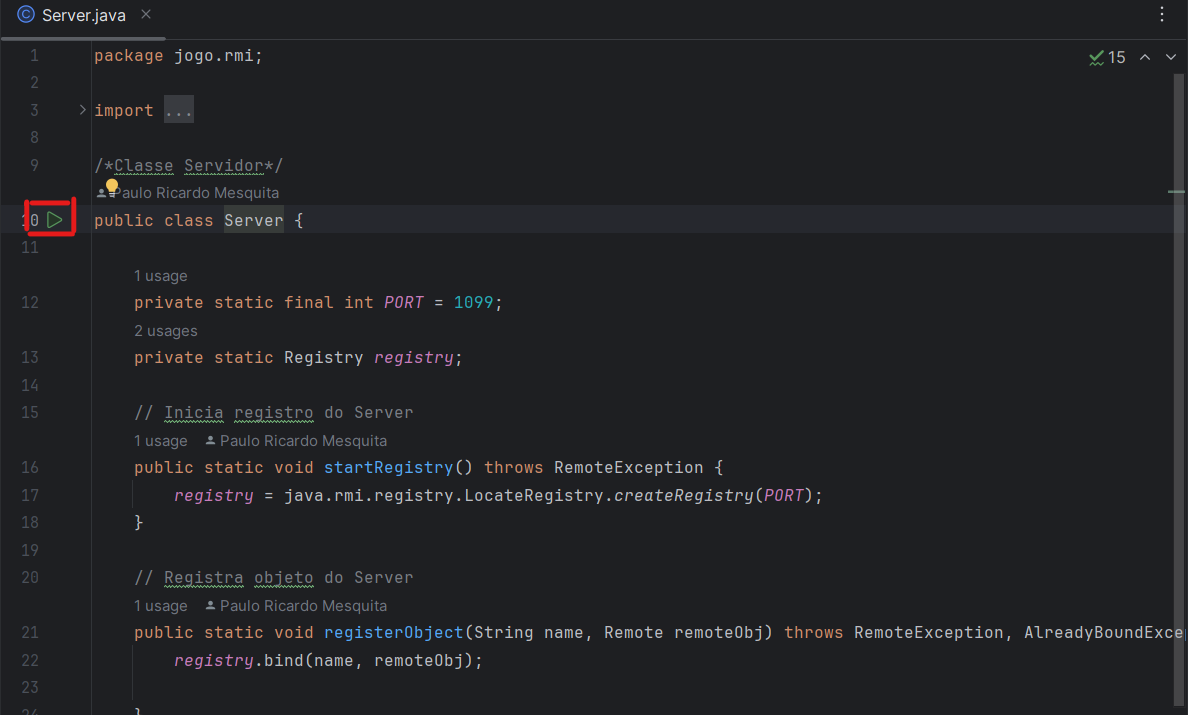 Server.java
15
1 package jogo.rmi;
2
3 import ...
8
9 /*Classe Servidor*/
Paulo Ricardo Mesquita
10 public class Server {
11
1 usage
12 private static final int PORT = 1099;
2 usages
13 private static Registry registry;
14
15 // Inicia registro do Server
1 usage Paulo Ricardo Mesquita
16 public static void startRegistry() throws RemoteException {
17 registry = java.rmi.registry.LocateRegistry.createRegistry(PORT);
18 }
19
20 // Registra objeto do Server
1 usage Paulo Ricardo Mesquita
21 public static void registerObject(String name, Remote remoteObj) throws RemoteException, AlreadyBoundExce
22 registry.bind(name, remoteObj);
23
24 }